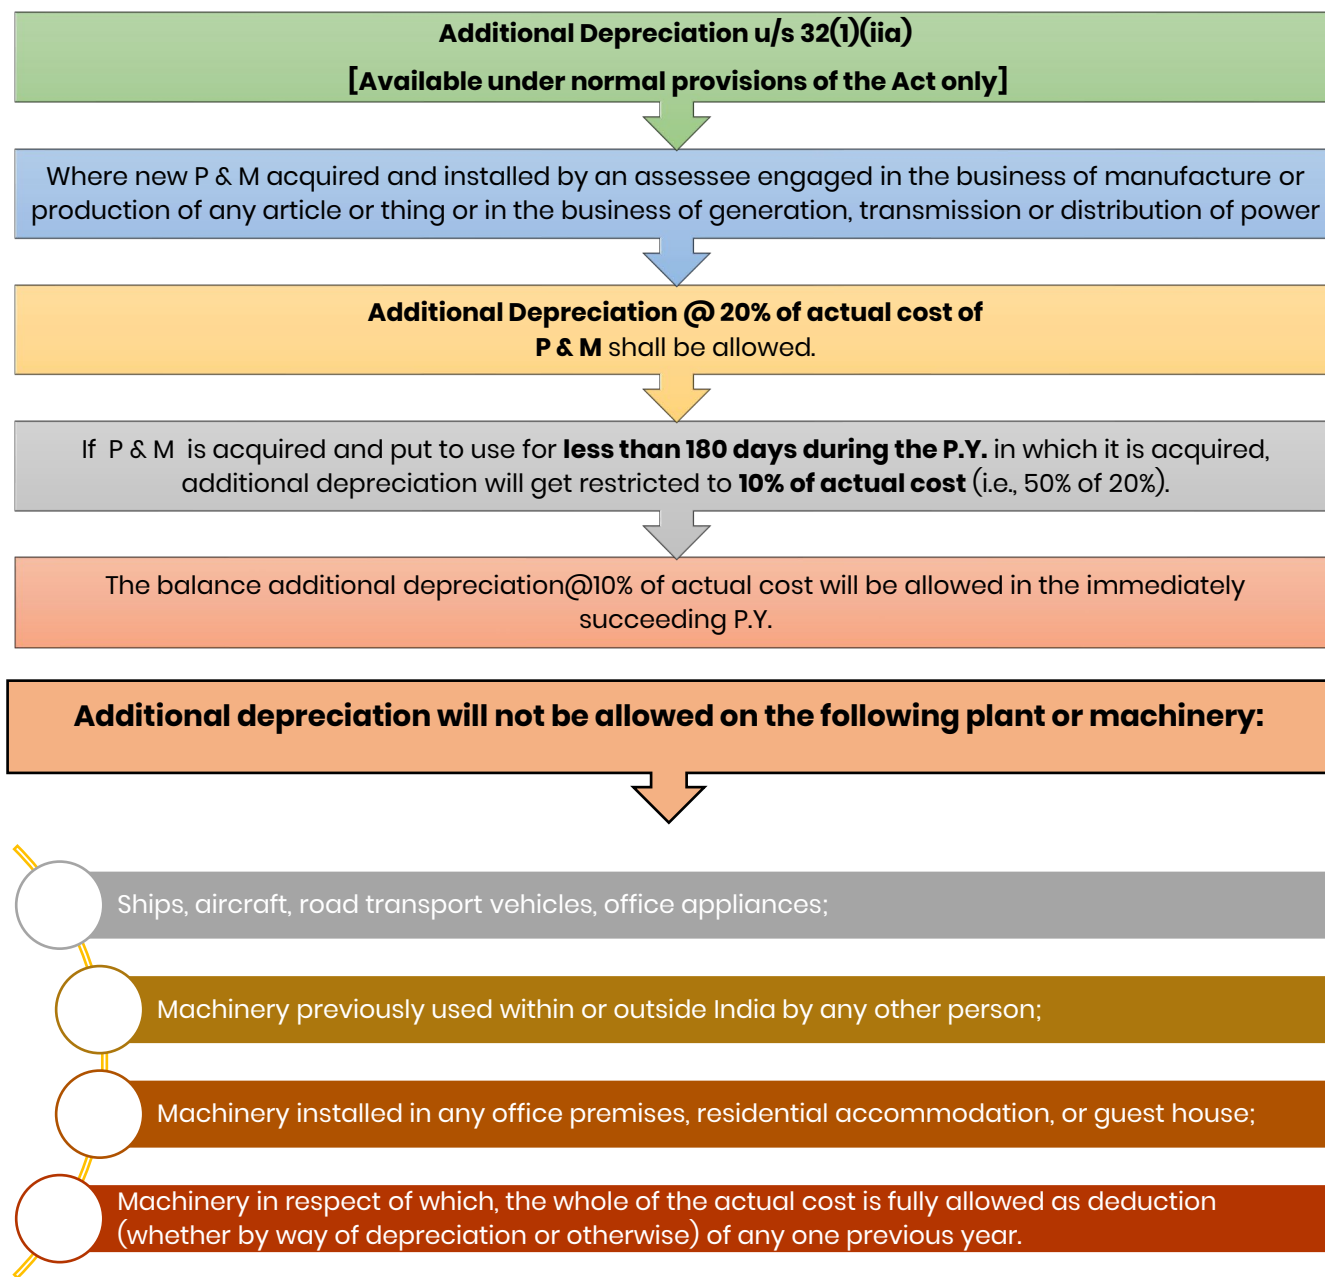 Additional Depreciation u/s 32(1)(iia)
[Available under normal provisions of the Act only]
Where new P & M acquired and installed by an assessee engaged in the business of manufacture or
production of any article or thing or in the business of generation, transmission or distribution of power
Additional Depreciation @ 20% of actual cost of
P & M shall be allowed.
If P & M is acquired and put to use for less than 180 days during the P.Y. in which it is acquired,
additional depreciation will get restricted to 10% of actual cost (i.e., 50% of 20%).
The balance additional depreciation@10% of actual cost will be allowed in the immediately
succeeding P.Y.
Additional depreciation will not be allowed on the following plant or machinery:
Ships, aircraft, road transport vehicles, office appliances;
Machinery previously used within or outside India by any other person;
Machinery installed in any office premises, residential accommodation, or guest house;
Machinery in respect of which, the whole of the actual cost is fully allowed as deduction
(whether by way of depreciation or otherwise) of any one previous year.